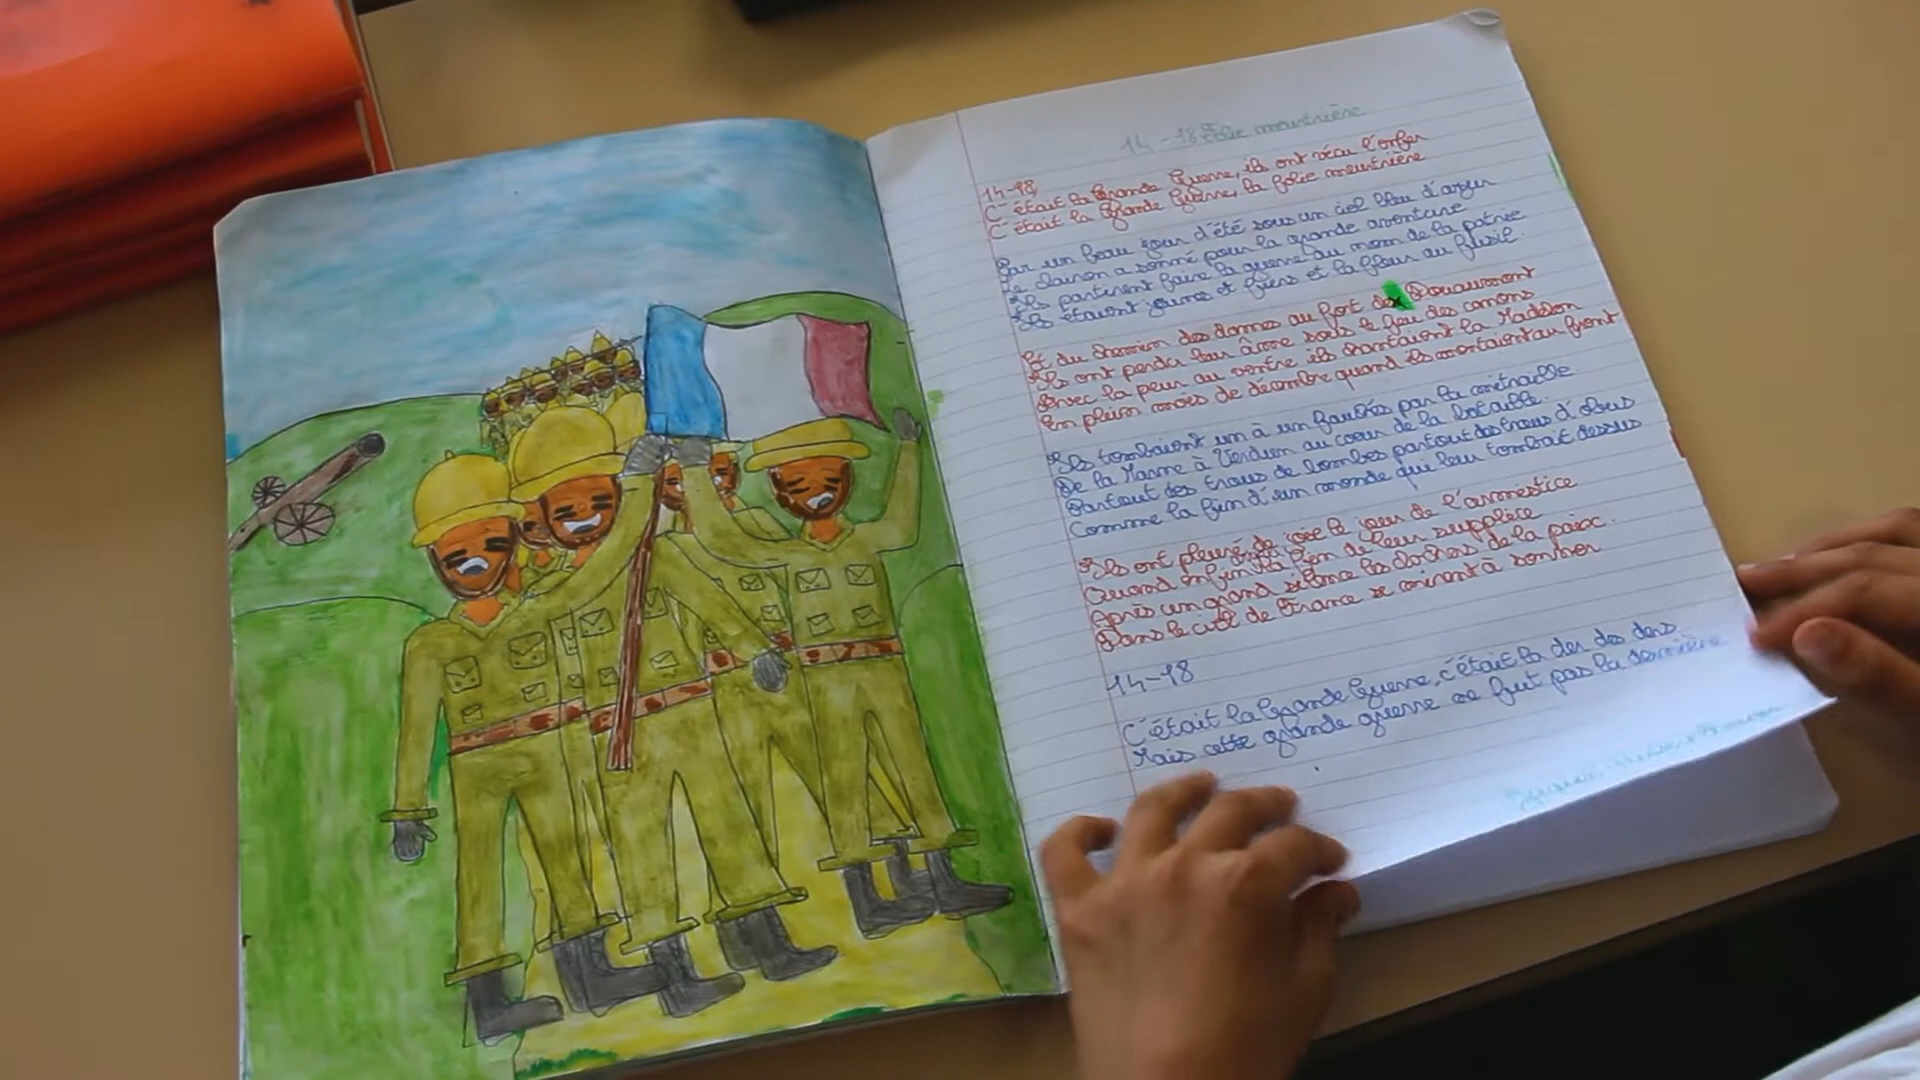 14-18 Folie meurtrière
14-18
C'était la Grande Guerre, ils ont vécu l'enfer
C'était la Grande Guerre, la folie meurtrière
Par un beau jour d'été sous un ciel bleu d'azur
Le clairon a sonné pour la grande aventure
Ils partirent faire la guerre au nom de la patrie
Ils étaient jeunes et fiers et la fleur au fusil.
Et du chemin des dames au fort de Douaumont
Ils ont perdu leur âme sous le feu des canons
Avec la peur au ventre ils chantaient la Madelon
En plein mois de décembre quand ils montaient au front
Ils tombaient un à un fauchés par la mitraille
De la Marne à Verdun au coeur de la bataille.
Partout des trous de bombes partout des trous d'obus
Comme la fin d'un monde qui leur tombait dessus
Ils ont pleuré de joie le jour de l'armistice
Quand enfin la fin de leur supplice
Après un grand silence les cloches de la paix.
Dans le ciel de France se mirent à sonner
14-18
C'était la Grande Guerre, c'était la der des ders
Mais cette grande guerre ne fut pas la dernière